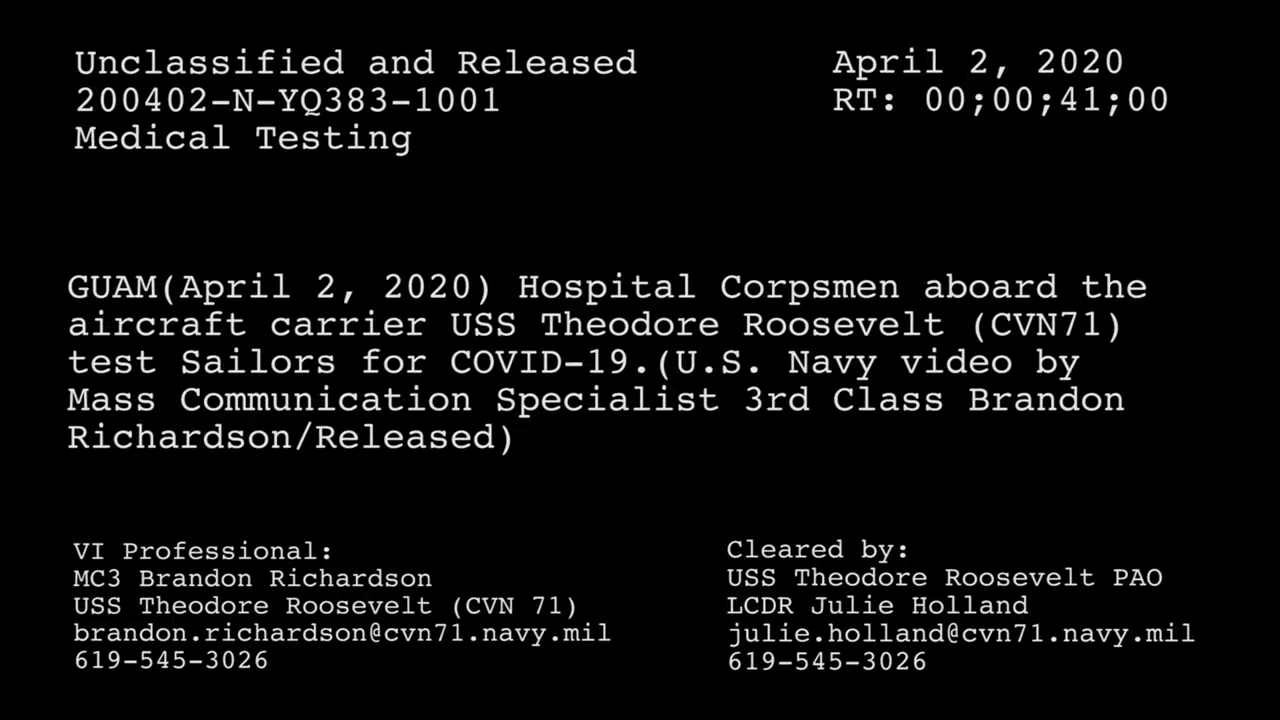 Unclassified and Released
200402-N-YQ383-1001
Medical Testing
April 2, 2020
RT: 00;00;41;00
GUAM(April 2, 2020) Hospital Corpsmen aboard the
aircraft carrier USS Theodore Roosevelt (CVN71)
test Sailors for COVID-19.(U.S. Navy video by
Mass Communication Specialist 3rd Class Brandon
Richardson/Released)
VI Professional:
MC3 Brandon Richardson
USS Theodore Roosevelt (CVN 71)
brandon.richardson@cvn71.navy.mil
619-545-3026
Cleared by:
USS Theodore Roosevelt PAO
LCDR Julie Holland
julie.holland@cvn71.navy.mil
619-545-3026